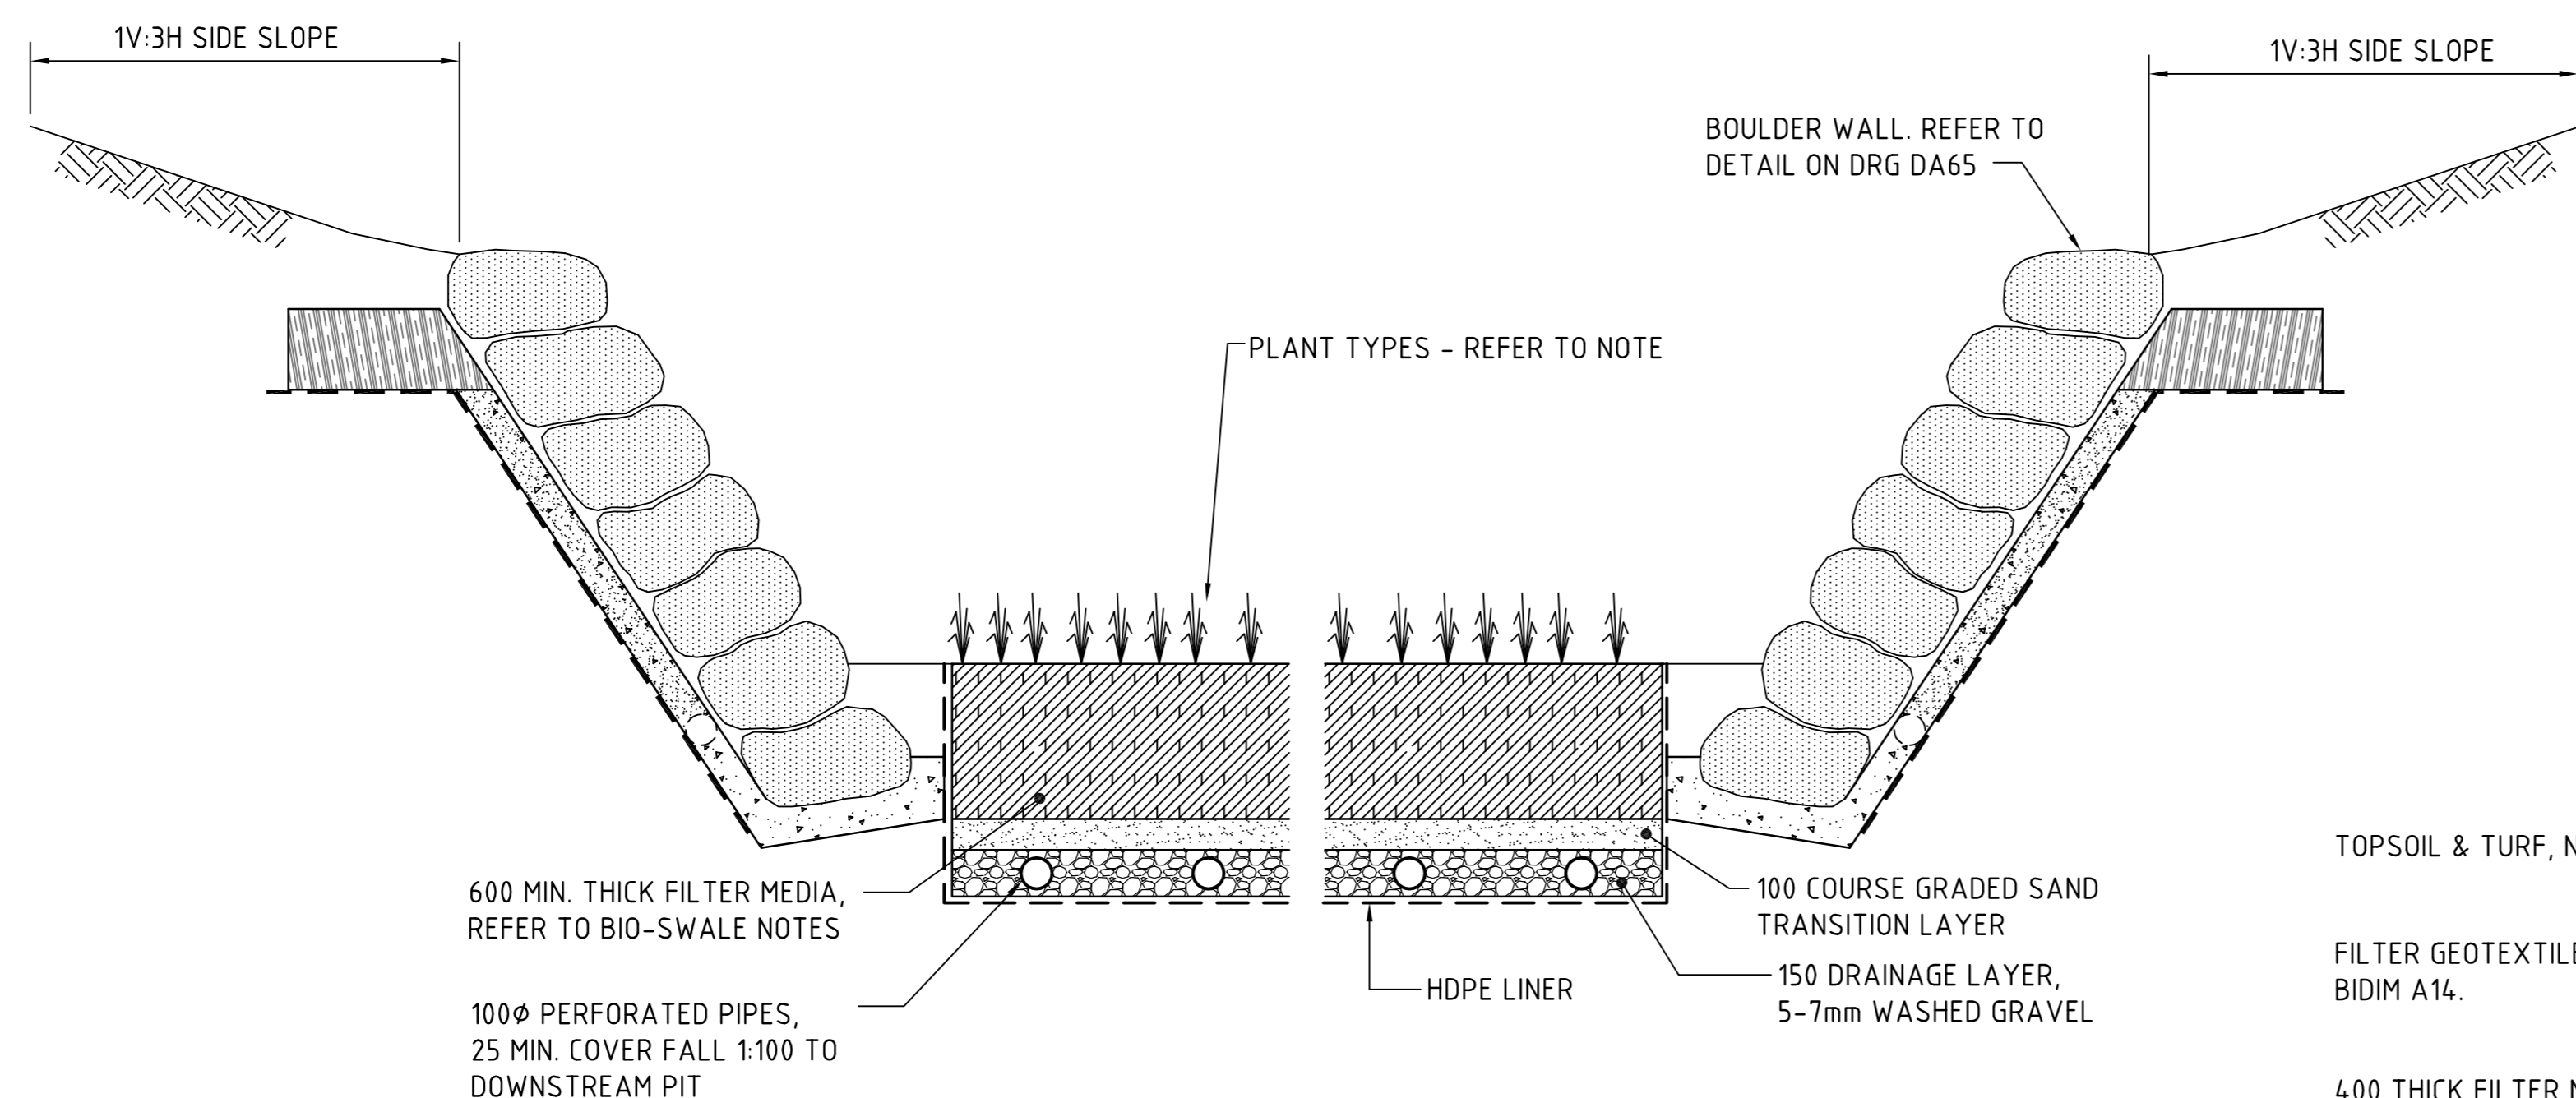 1V:3H SIDE SLOPE
1V:3H SIDE SLOPE
BOULDER WALL. REFER TO
DETAIL ON DRG DA65
PLANT TYPES - REFER TO NOTE
600 MIN. THICK FILTER MEDIA,
REFER TO BIO-SWALE NOTES
100Ø PERFORATED PIPES,
25 MIN. COVER FALL 1:100 TO
DOWNSTREAM PIT
HDPE LINER
100 COURSE GRADED SAND
TRANSITION LAYER
150 DRAINAGE LAYER,
5-7mm WASHED GRAVEL
TOPSOIL & TURF,
FILTER GEOTEXTILE
BIDIM A14.
400 THICK FILTER